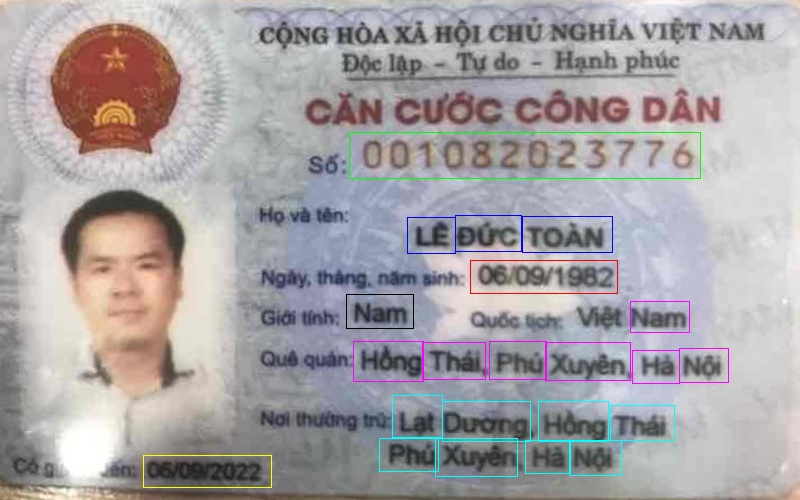 CỘNG HÒA XÃ HỘI CHỦ NGHĨA VIỆT NAM
Độc lập - Tự do - Hạnh phúc
CĂN CƯỚC CÔNG DÂN
Số: 001082023776
Họ và tên:
LÊ ĐỨC TOÀN
Ngày, tháng, năm sinh: 06/09/1982
Giới tính: Nam Quốc tịch: Việt Nam
Quê quán: Hồng Thái, Phú Xuyên, Hà Nội
Nơi thường trú: Lạt Dương, Hồng Thái
Phú Xuyên, Hà Nội
Có đến: 06/09/2022